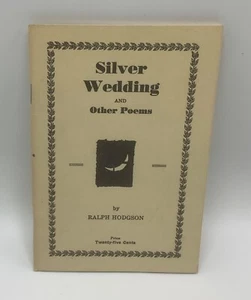 Silver
Wedding
AND
Other Poems
by
RALPH HODGSON
Price
Twenty-five Cents